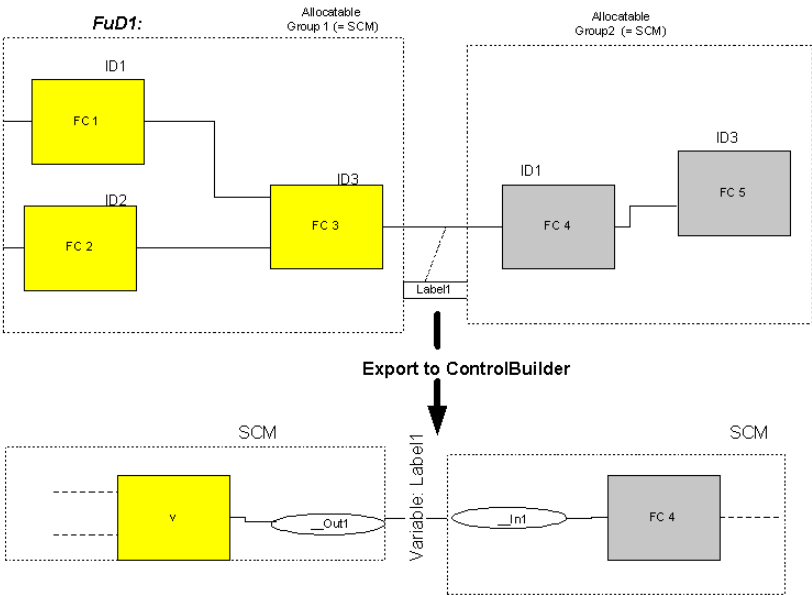 FuD1:
Allocatable
Group 1 (= SCM)
Allocatable
Group2 (= SCM)
ID1
FC 1
ID2
FC 2
ID3
FC 3
ID1
FC 4
ID3
FC 5
Label1
Export to ControlBuilder
SCM
v
__Out1
Variable: Label1
SCM
__In1
FC 4